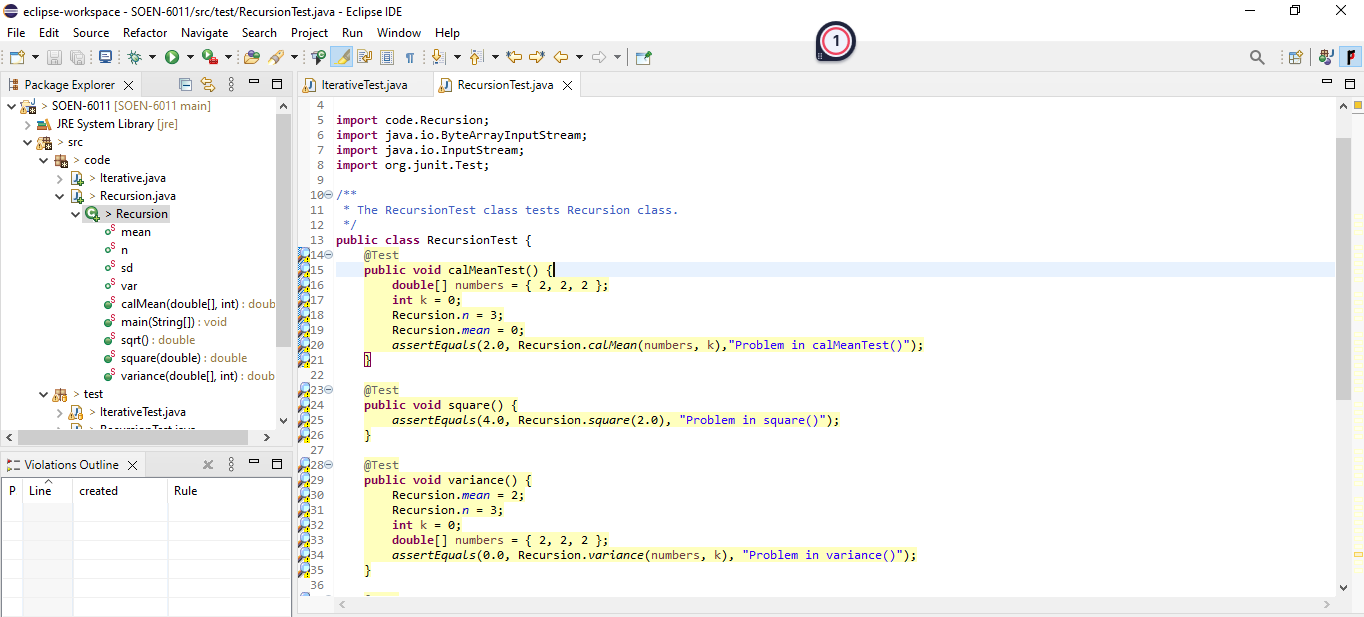 eclipse-workspace - SOEN-6011/src/test/RecursionTest.java - Eclipse IDE
File Edit Source Refactor Navigate Search Project Run Window Help
1
Package Explorer
SOEN-6011 [SOEN-6011 main]
JRE System Library [jre]
src
code
Iterative.java
Recursion.java
Recursion
mean
n
sd
var
calMean(double[], int) : doub
main(String[]) : void
sqrt() : double
square(double) : double
variance(double[], int) : doub
test
IterativeTest.java
Violations Outline
P Line created Rule
IterativeTest.java RecursionTest.java
4
5 import code.Recursion;
6 import java.io.ByteArrayInputStream;
7 import java.io.InputStream;
8 import org.junit.Test;
9
10 /**
11 * The RecursionTest class tests Recursion class.
12 */
13 public class RecursionTest {
14 @Test
15 public void calMeanTest() {
16 double[] numbers = { 2, 2, 2 };
17 int k = 0;
18 Recursion.n = 3;
19 Recursion.mean = 0;
20 assertEquals(2.0, Recursion.calMean(numbers, k),"Problem in calMeanTest()");
21 }
22
23 @Test
24 public void square() {
25 assertEquals(4.0, Recursion.square(2.0), "Problem in square()");
26 }
27
28 @Test
29 public void variance() {
30 Recursion.mean = 2;
31 Recursion.n = 3;
32 int k = 0;
33 double[] numbers = { 2, 2, 2 };
34 assertEquals(0.0, Recursion.variance(numbers, k), "Problem in variance()");
35 }
36